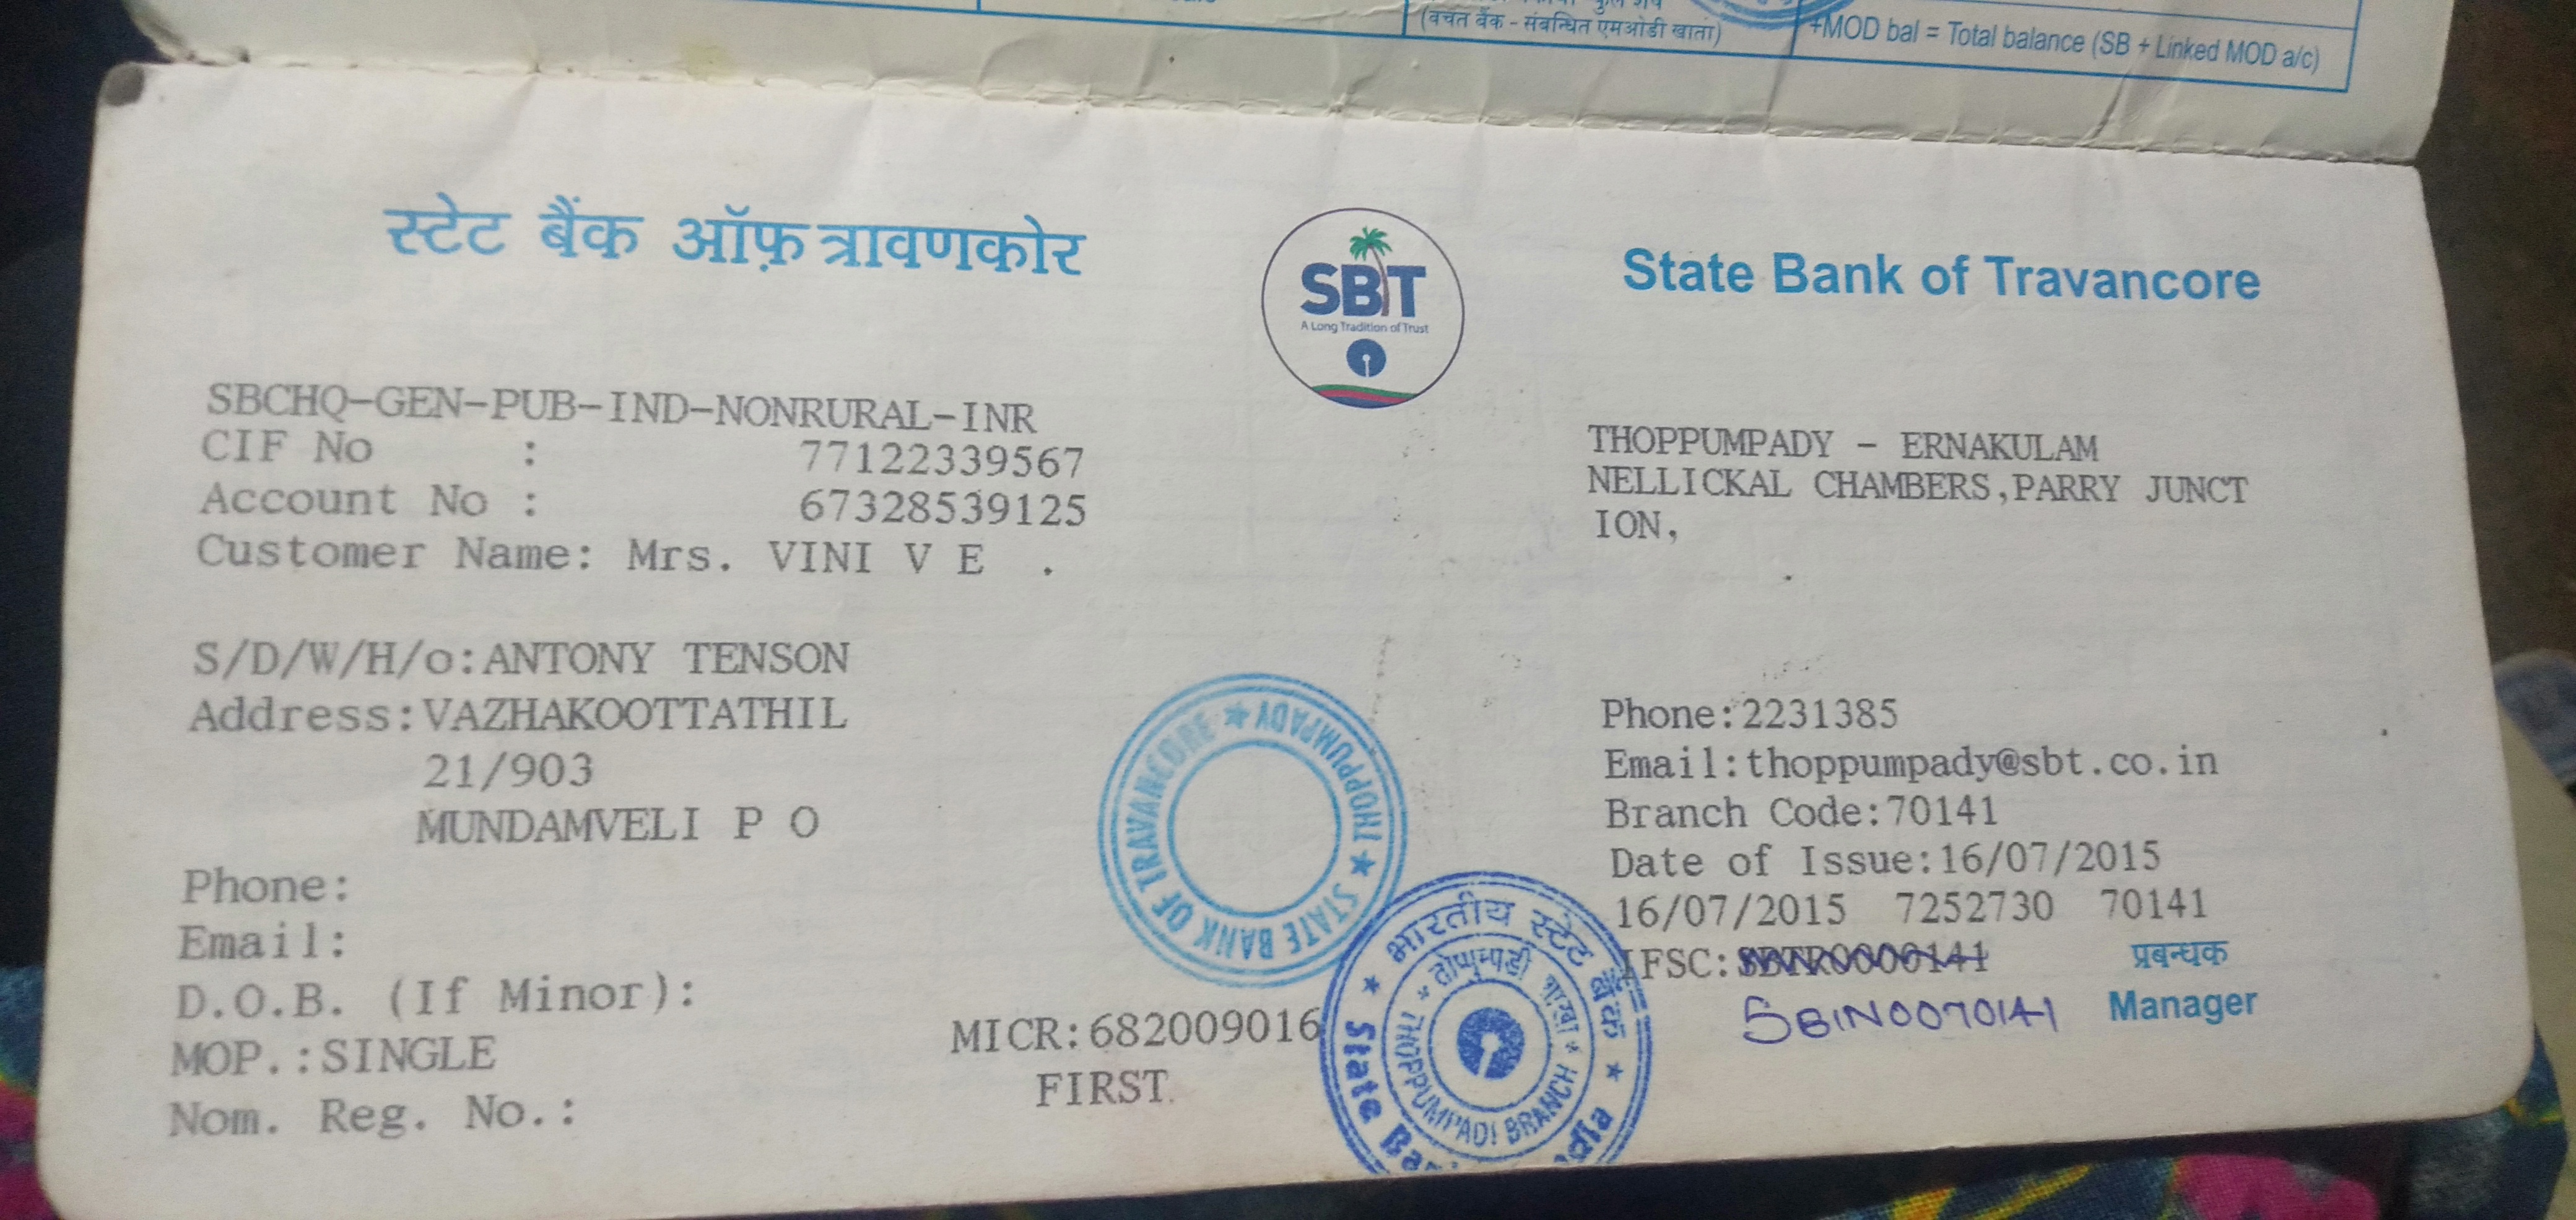 (बचत बैंक - संबन्धित एमओडी खाता)
+MOD bal = Total balance (SB + Linked MOD a/c)
स्टेट बैंक ऑफ़ त्रावणकोर
SBT
A Long Tradition of Trust
State Bank of Travancore
SBCHQ-GEN-PUB-IND-NONRURAL-INR
CIF No : 77122339567
Account No : 67328539125
Customer Name: Mrs. VINI V E .
S/D/W/H/o:ANTONY TENSON
Address:VAZHAKOOTTATHIL
21/903
MUNDAMVELI P O
Phone:
Email:
D.O.B. (If Minor):
MOP.:SINGLE
Nom. Reg. No.:
MICR:682009016
FIRST
THOPPUMPADY - ERNAKULAM
NELLICKAL CHAMBERS,PARRY JUNCT
ION,
Phone:2231385
Email:thoppumpady@sbt.co.in
Branch Code:70141
Date of Issue:16/07/2015
16/07/2015 7252730 70141
IFSC:SBTR0000141
SBIN0070141
प्रबन्धक
Manager
STATE BANK OF TRAVANCORE ★ THOPPUMPADY ★
भारतीय स्टेट बैंक
तोप्पुम्पडी शाखा
THOPPUMPADI BRANCH
State